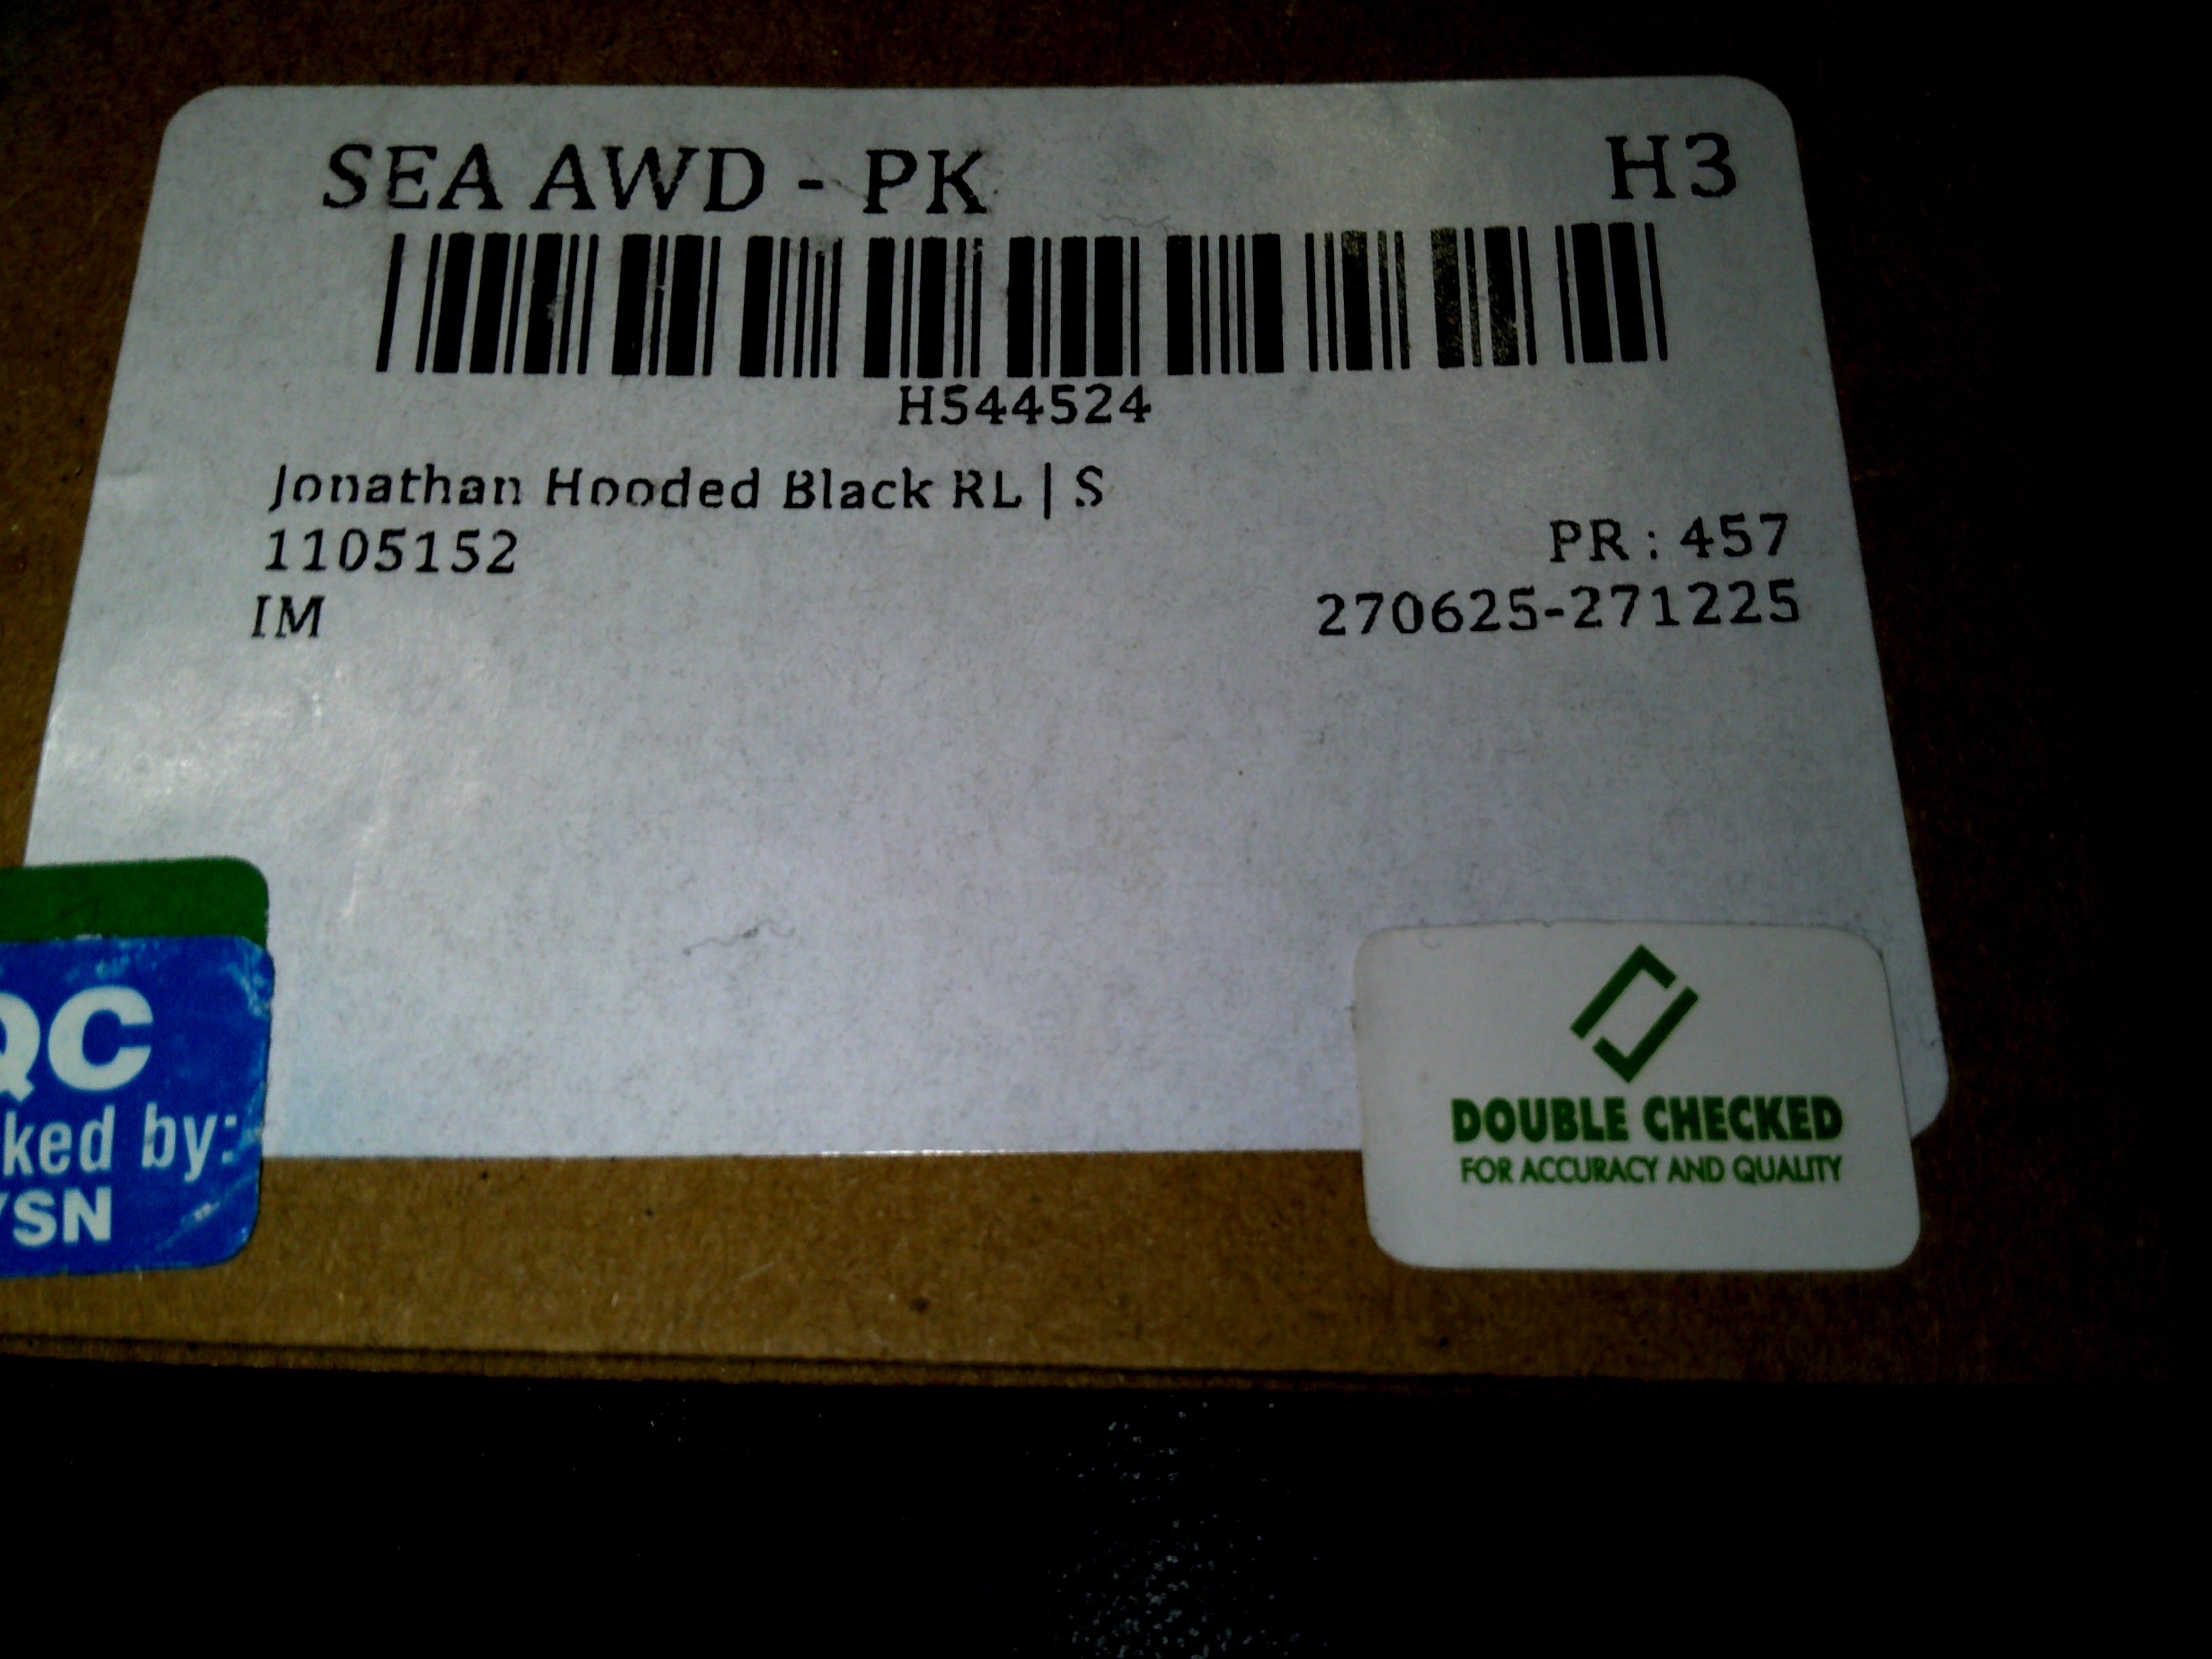 SEA AWD - PK
H3
H544524
Jonathan Hooded Black RL | S
1105152
PR : 457
IM
270625-271225
QC
ked by:
YSN
DOUBLE CHECKED
FOR ACCURACY AND QUALITY